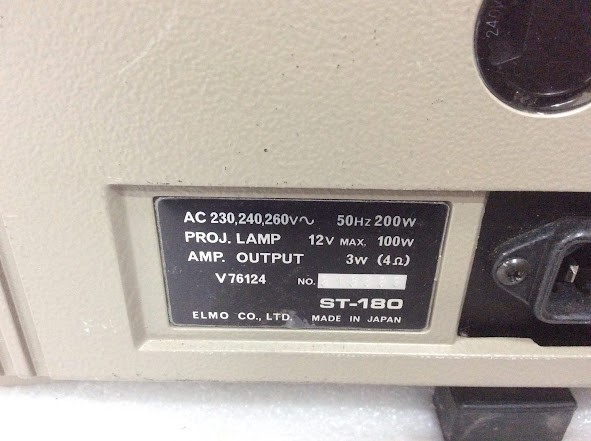 240V
AC 230,240,260V～ 50Hz 200W
PROJ. LAMP 12V MAX. 100W
AMP. OUTPUT 3W (4Ω)
V76124 NO.
ST-180
ELMO CO., LTD. MADE IN JAPAN